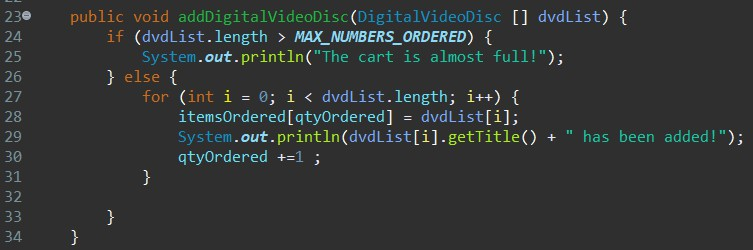 23 public void addDigitalVideoDisc(DigitalVideoDisc [] dvdList) {
24 if (dvdList.length > MAX_NUMBERS_ORDERED) {
25 System.out.println("The cart is almost full!");
26 } else {
27 for (int i = 0; i < dvdList.length; i++) {
28 itemsOrdered[qtyOrdered] = dvdList[i];
29 System.out.println(dvdList[i].getTitle() + " has been added!");
30 qtyOrdered +=1 ;
31 }
32
33 }
34 }